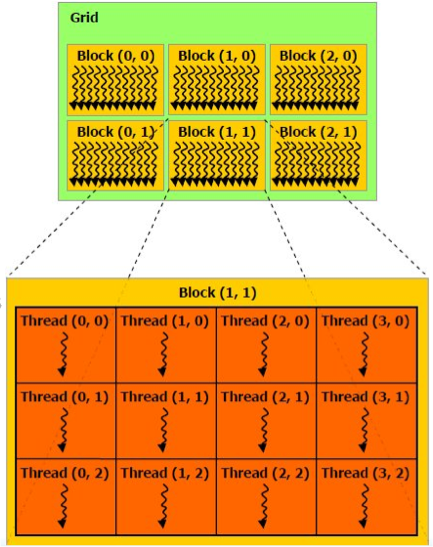 Grid
Block (0, 0) Block (1, 0) Block (2, 0)
Block (0, 1) Block (1, 1) Block (2, 1)
Block (1, 1)
Thread (0, 0) Thread (1, 0) Thread (2, 0) Thread (3, 0)
Thread (0, 1) Thread (1, 1) Thread (2, 1) Thread (3, 1)
Thread (0, 2) Thread (1, 2) Thread (2, 2) Thread (3, 2)